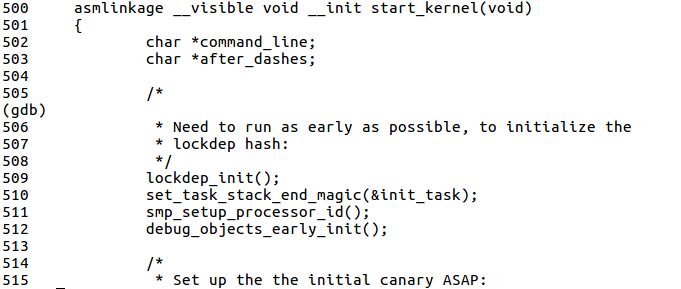 500     asmlinkage __visible void __init start_kernel(void)
501     {
502             char *command_line;
503             char *after_dashes;
504
505             /*
(gdb)
506              * Need to run as early as possible, to initialize the
507              * lockdep hash:
508              */
509             lockdep_init();
510             set_task_stack_end_magic(&init_task);
511             smp_setup_processor_id();
512             debug_objects_early_init();
513
514             /*
515              * Set up the the initial canary ASAP: